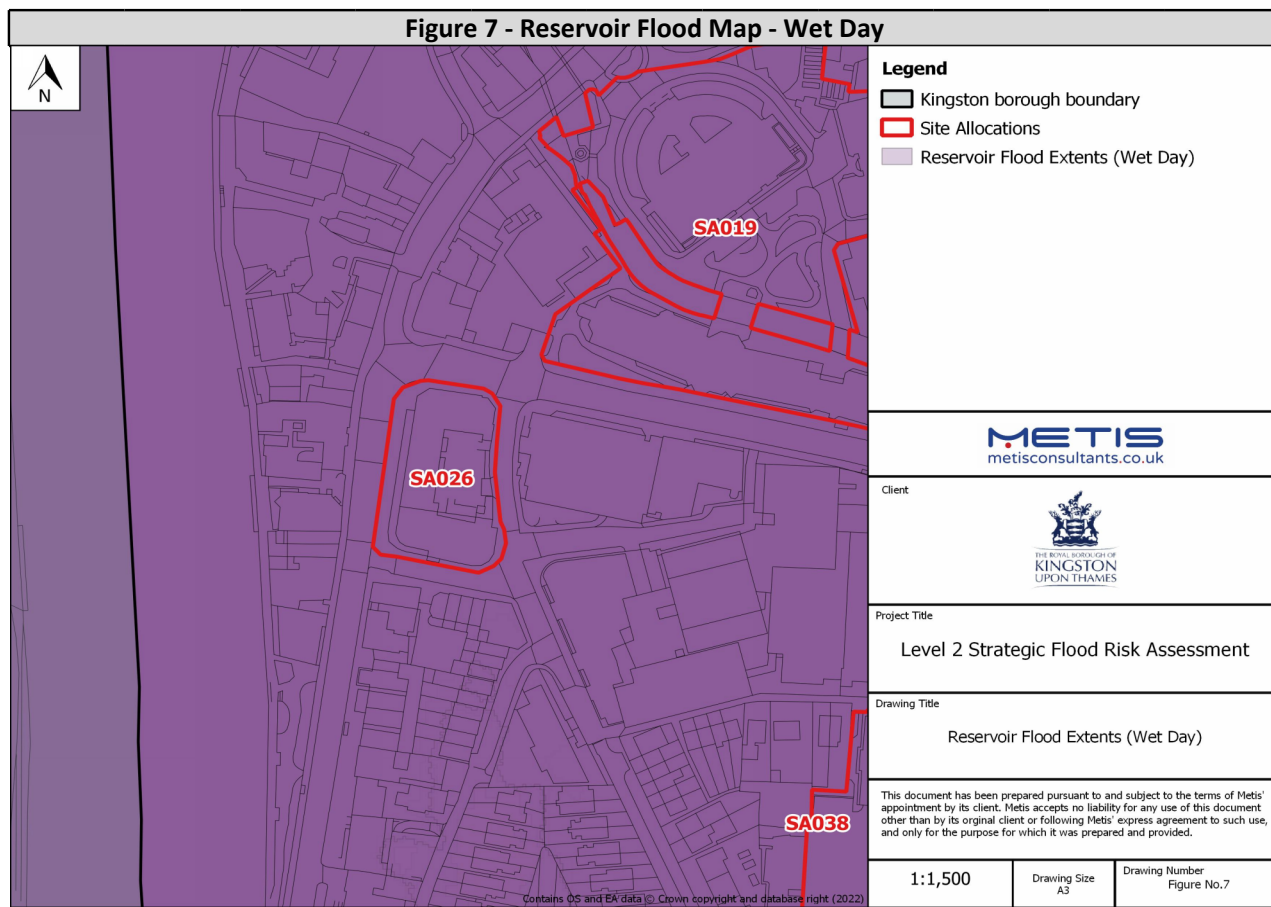 Figure 7 - Reservoir Flood Map - Wet Day
N
SA019
SA026
SA038
Contains OS and EA data © Crown copyright and database right (2022)
Legend
Kingston borough boundary
Site Allocations
Reservoir Flood Extents (Wet Day)
METIS
metisconsultants.co.uk
Client
THE ROYAL BOROUGH OF
KINGSTON
UPON THAMES
Project Title
Level 2 Strategic Flood Risk Assessment
Drawing Title
Reservoir Flood Extents (Wet Day)
This document has been prepared pursuant to and subject to the terms of Metis'
appointment by its client. Metis accepts no liability for any use of this document
other than by its orginal client or following Metis' express agreement to such use,
and only for the purpose for which it was prepared and provided.
1:1,500
Drawing Size
A3
Drawing Number
Figure No.7